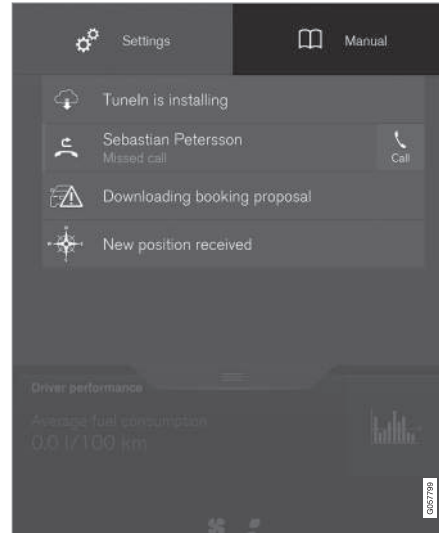 Settings
Manual
TuneIn is installing
Sebastian Petersson
Missed call
Call
Downloading booking proposal
New position received
Driver performance
Average fuel consumption
0.0 l/100 km
G057799